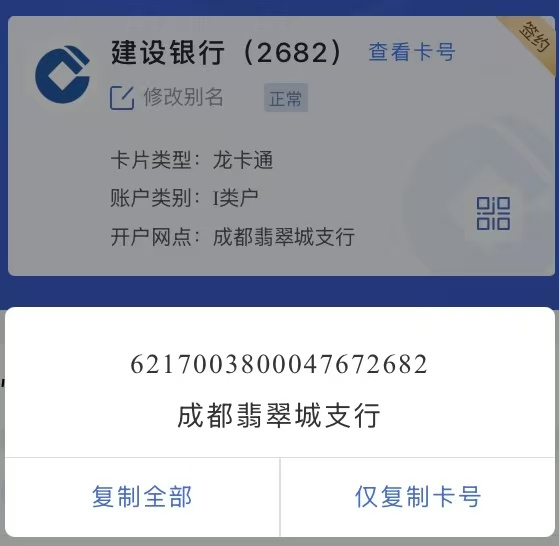 建设银行（2682） 查看卡号
签约
修改别名 正常
卡片类型：龙卡通
账户类别：I类户
开户网点：成都翡翠城支行
6217003800047672682
成都翡翠城支行
复制全部 仅复制卡号